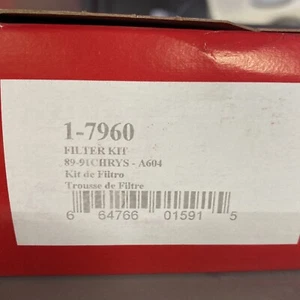 1-7960
FILTER KIT
89-91CHRYS - A604
Kit de Filtro
Trousse de Filtre
6 64766 01591 5